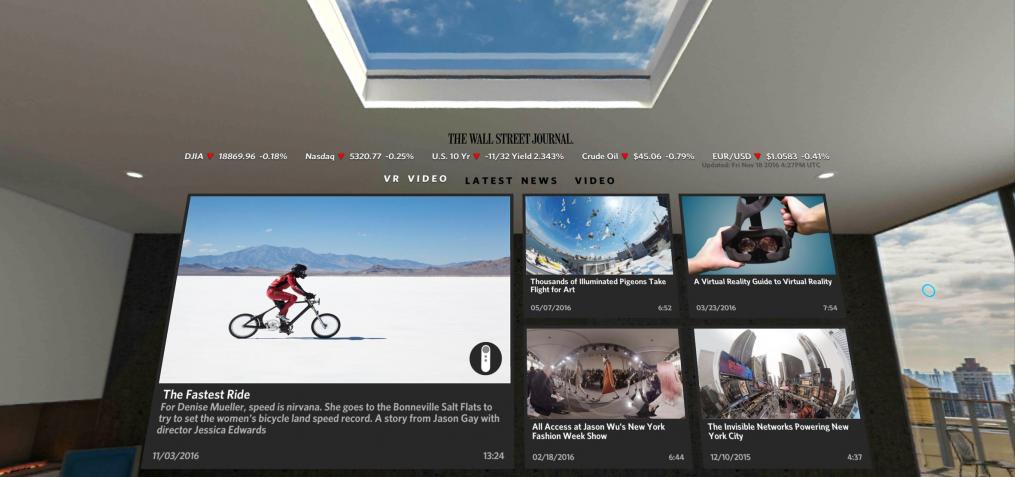 THE WALL STREET JOURNAL.
DJIA ▼ 18869.96 -0.18% Nasdaq ▼ 5320.77 -0.25% U.S. 10 Yr ▼ -11/32 Yield 2.343% Crude Oil ▼ $45.06 -0.79% EUR/USD ▼ $1.0583 -0.41%
Updated: Fri Nov 18 2016 4:27PM UTC
VR VIDEO LATEST NEWS VIDEO
The Fastest Ride
For Denise Mueller, speed is nirvana. She goes to the Bonneville Salt Flats to
try to set the women's bicycle land speed record. A story from Jason Gay with
director Jessica Edwards
11/03/2016 13:24
Thousands of Illuminated Pigeons Take
Flight for Art
05/07/2016 6:52
A Virtual Reality Guide to Virtual Reality
03/23/2016 7:54
All Access at Jason Wu's New York
Fashion Week Show
02/18/2016 6:44
The Invisible Networks Powering New
York City
12/10/2015 4:37